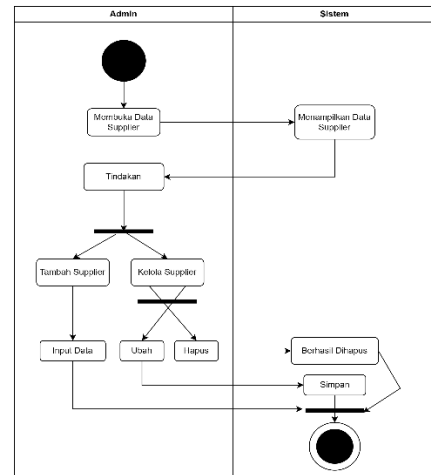 Admin
Sistem
Membuka Data
Supplier
Menampilkan Data
Supplier
Tindakan
Tambah Supplier
Kelola Supplier
Input Data
Ubah
Hapus
Berhasil Dihapus
Simpan